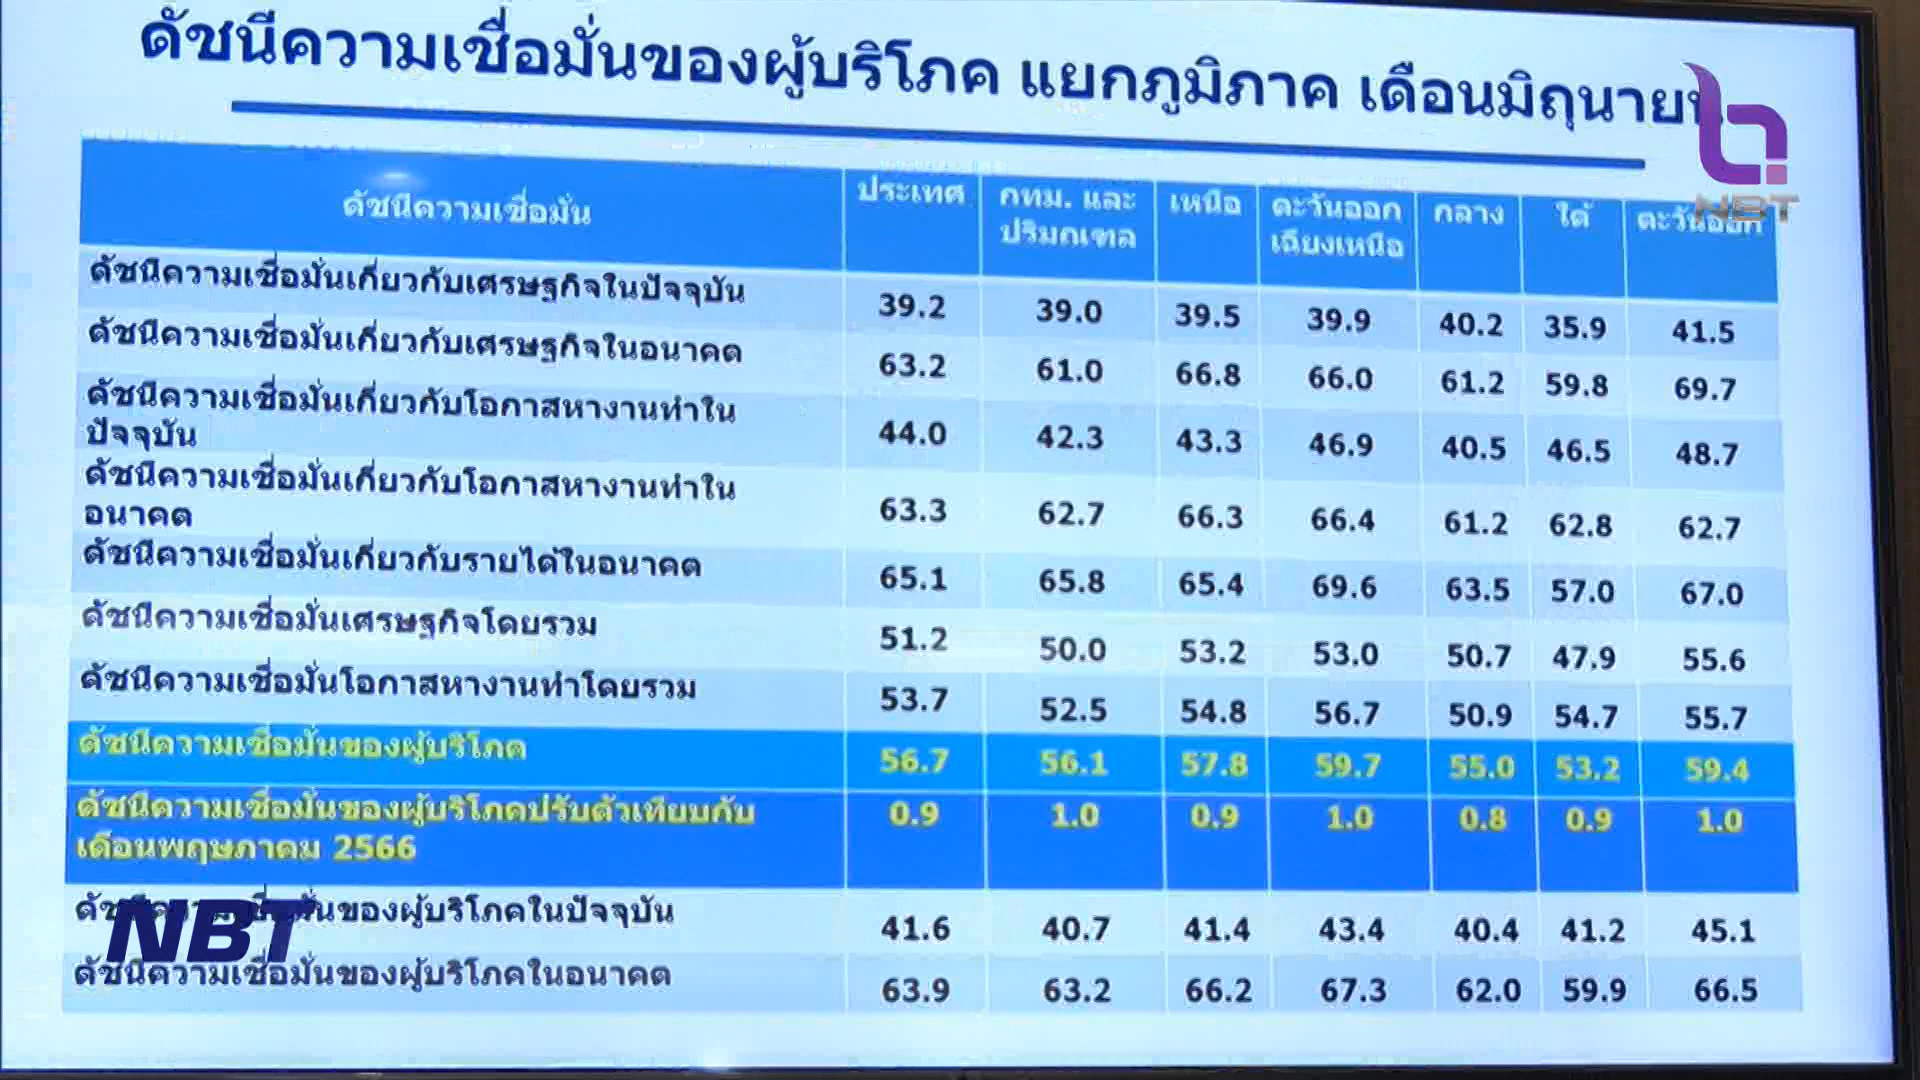 ดัชนีความเชื่อมั่นของผู้บริโภค แยกภูมิภาค
NBT
ดัชนีความเชื่อมั่น ประเทศ กทม. และ เหนือ ตะวันออก กลาง ใต้ ตะวันออก
ปริมณฑล เฉียงเหนือ
ดัชนีความเชื่อมั่นเกี่ยวกับเศรษฐกิจในปัจจุบัน 39.2 39.0 39.5 39.9 40.2 35.9 41.5
ดัชนีความเชื่อมั่นเกี่ยวกับเศรษฐกิจในอนาคต 63.2 61.0 66.8 66.0 61.2 59.8 69.7
ดัชนีความเชื่อมั่นเกี่ยวกับโอกาสหางานทำใน 44.0 42.3 43.3 46.9 40.5 46.5 48.7
ปัจจุบัน
ดัชนีความเชื่อมั่นเกี่ยวกับโอกาสหางานทำใน 63.3 62.7 66.3 66.4 61.2 62.8 62.7
อนาคต
ดัชนีความเชื่อมั่นเกี่ยวกับรายได้ในอนาคต 65.1 65.8 65.4 69.6 63.5 57.0 67.0
ดัชนีความเชื่อมั่นเศรษฐกิจโดยรวม 51.2 50.0 53.2 53.0 50.7 47.9 55.6
ดัชนีความเชื่อมั่นโอกาสหางานทำโดยรวม 53.7 52.5 54.8 56.7 50.9 54.7 55.7
ดัชนีความเชื่อมั่นของผู้บริโภค 56.7 56.1 57.8 59.7 55.0 53.2 59.4
ดัชนีความเชื่อมั่นของผู้บริโภคปรับตัวเทียบกับ 0.9 1.0 0.9 1.0 0.8 0.9 1.0
เดือนพฤษภาคม 2566
ดัชนีความเชื่อมั่นของผู้บริโภคในปัจจุบัน 41.6 40.7 41.4 43.4 40.4 41.2 45.1
NBT
ดัชนีความเชื่อมั่นของผู้บริโภคในอนาคต 63.9 63.2 66.2 67.3 62.0 59.9 66.5